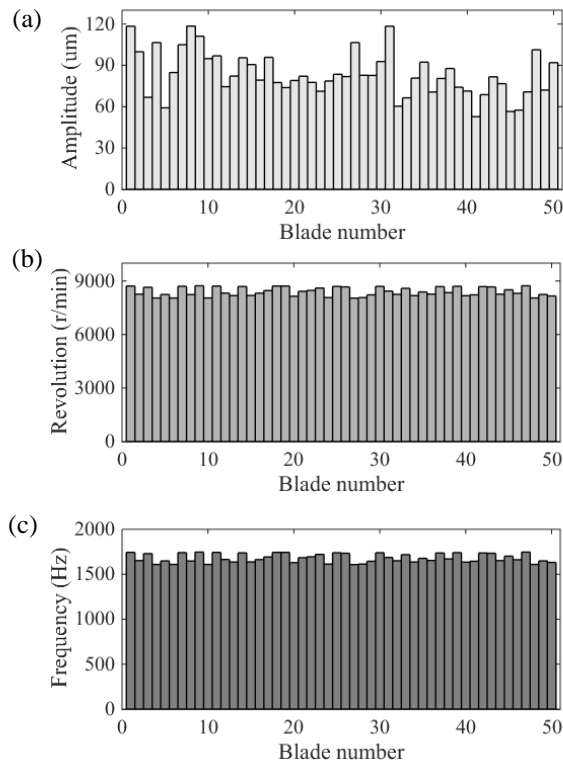 (a)
120
90
60
30
0
Amplitude (um)
0 10 20 30 40 50
Blade number
(b)
9000
6000
3000
0
Revolution (r/min)
0 10 20 30 40 50
Blade number
(c)
2000
1500
1000
500
0
Frequency (Hz)
0 10 20 30 40 50
Blade number